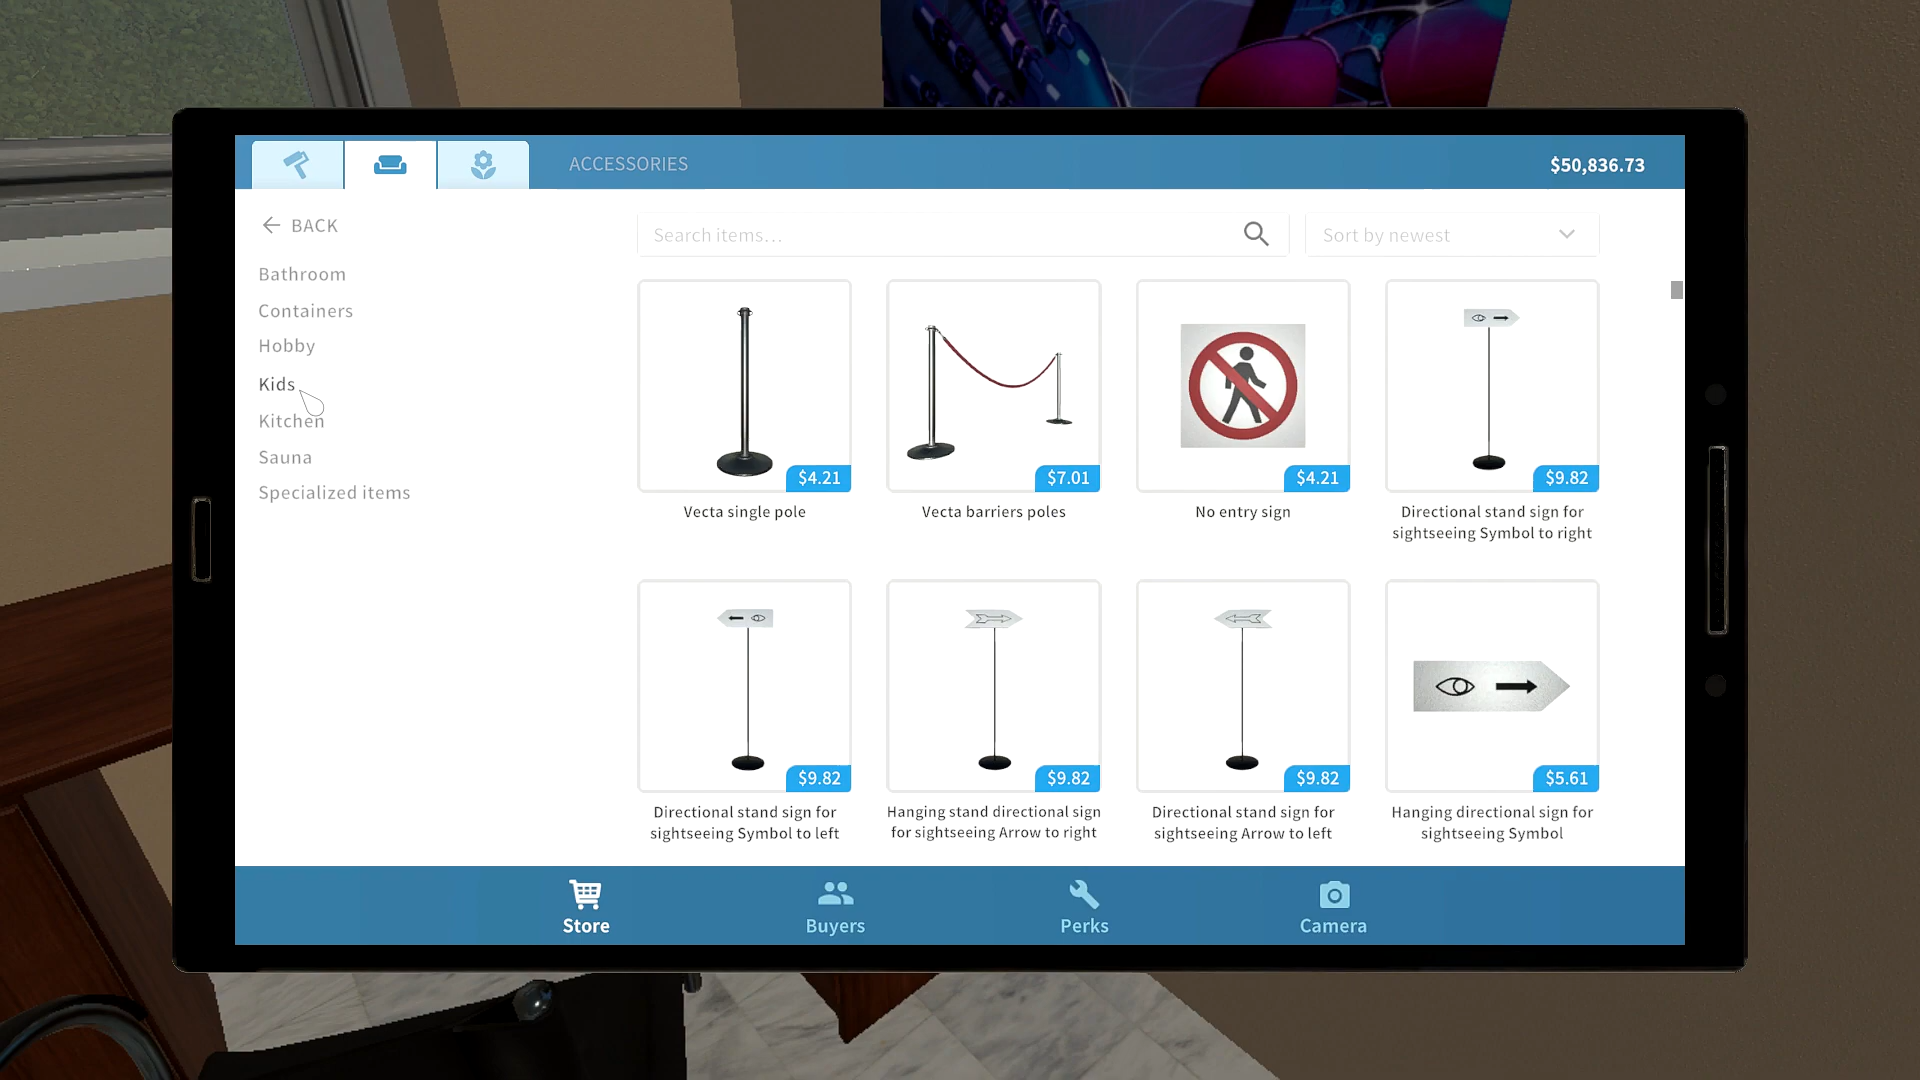 ACCESSORIES
$50,836.73
BACK
Search items...
Sort by newest
Bathroom
Containers
Hobby
Kids
Kitchen
Sauna
Specialized items
$4.21
$7.01
$4.21
$9.82
Vecta single pole
Vecta barriers poles
No entry sign
Directional stand sign for
sightseeing Symbol to right
$9.82
$9.82
$9.82
$5.61
Directional stand sign for
sightseeing Symbol to left
Hanging stand directional sign
for sightseeing Arrow to right
Directional stand sign for
sightseeing Arrow to left
Hanging directional sign for
sightseeing Symbol
Store
Buyers
Perks
Camera